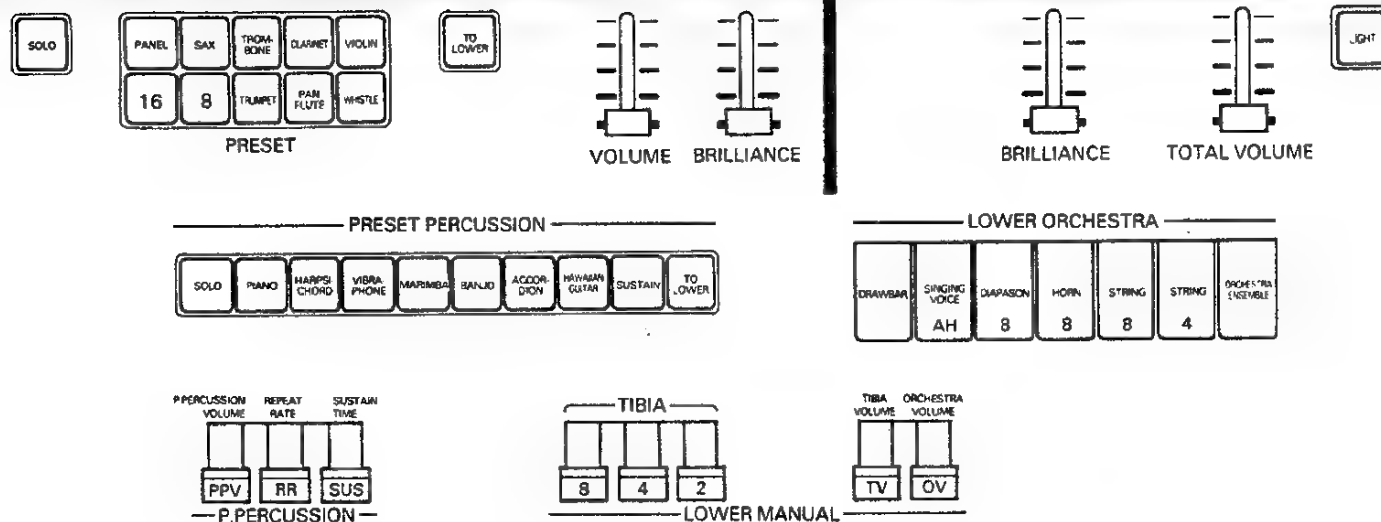 SOLO
PANEL SAX TROM-BONE CLARINET VIOLIN
16 8 TRUMPET PAN FLUTE WHISTLE
PRESET
TO LOWER
VOLUME BRILLIANCE
BRILLIANCE TOTAL VOLUME
LIGHT
PRESET PERCUSSION
SOLO PIANO HARPSI-CHORD VIBRA-PHONE MARIMBA BANJO ACCOR-DION HAWAIIAN GUITAR SUSTAIN TO LOWER
LOWER ORCHESTRA
DRAWBAR SINGING VOICE DIAPASON HORN STRING STRING ORCHESTRA ENSEMBLE
AH 8 8 8 4
P.PERCUSSION VOLUME REPEAT RATE SUSTAIN TIME
PPV RR SUS
P.PERCUSSION
TIBIA
8 4 2
LOWER MANUAL
TIBIA VOLUME ORCHESTRA VOLUME
TV OV